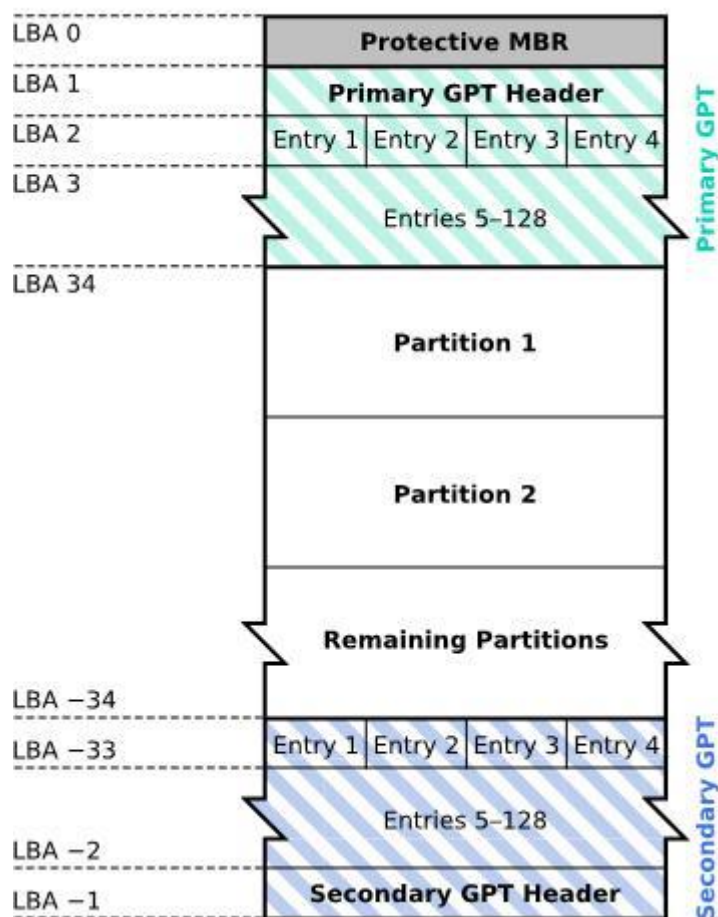 LBA 0
Protective MBR
LBA 1
Primary GPT Header
LBA 2
Entry 1 Entry 2 Entry 3 Entry 4
LBA 3
Entries 5–128
Primary GPT
LBA 34
Partition 1
Partition 2
Remaining Partitions
LBA −34
LBA −33
Entry 1 Entry 2 Entry 3 Entry 4
Entries 5–128
LBA −2
LBA −1
Secondary GPT Header
Secondary GPT